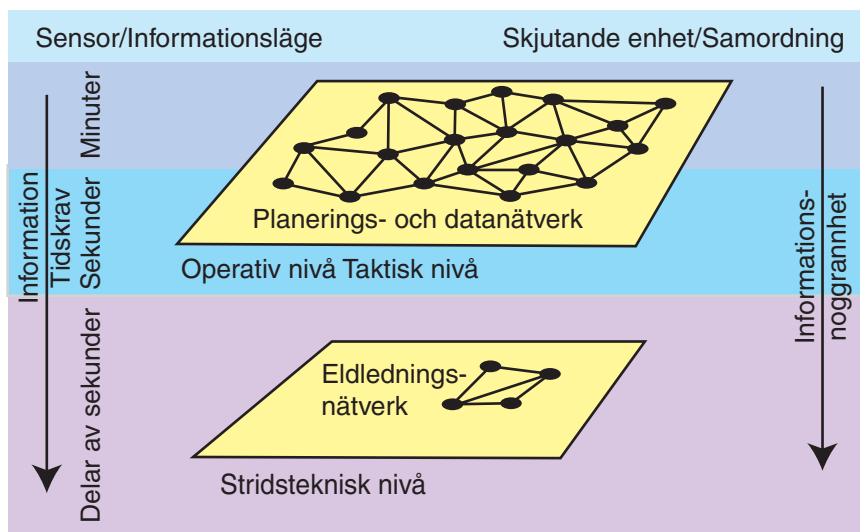 Sensor/Informationsläge
Skjutande enhet/Samordning
Minuter
Sekunder
Delar av sekunder
Information
Tidskrav
Planerings- och datanätverk
Operativ nivå Taktisk nivå
Eldlednings-
nätverk
Stridsteknisk nivå
Informations-
noggrannhet